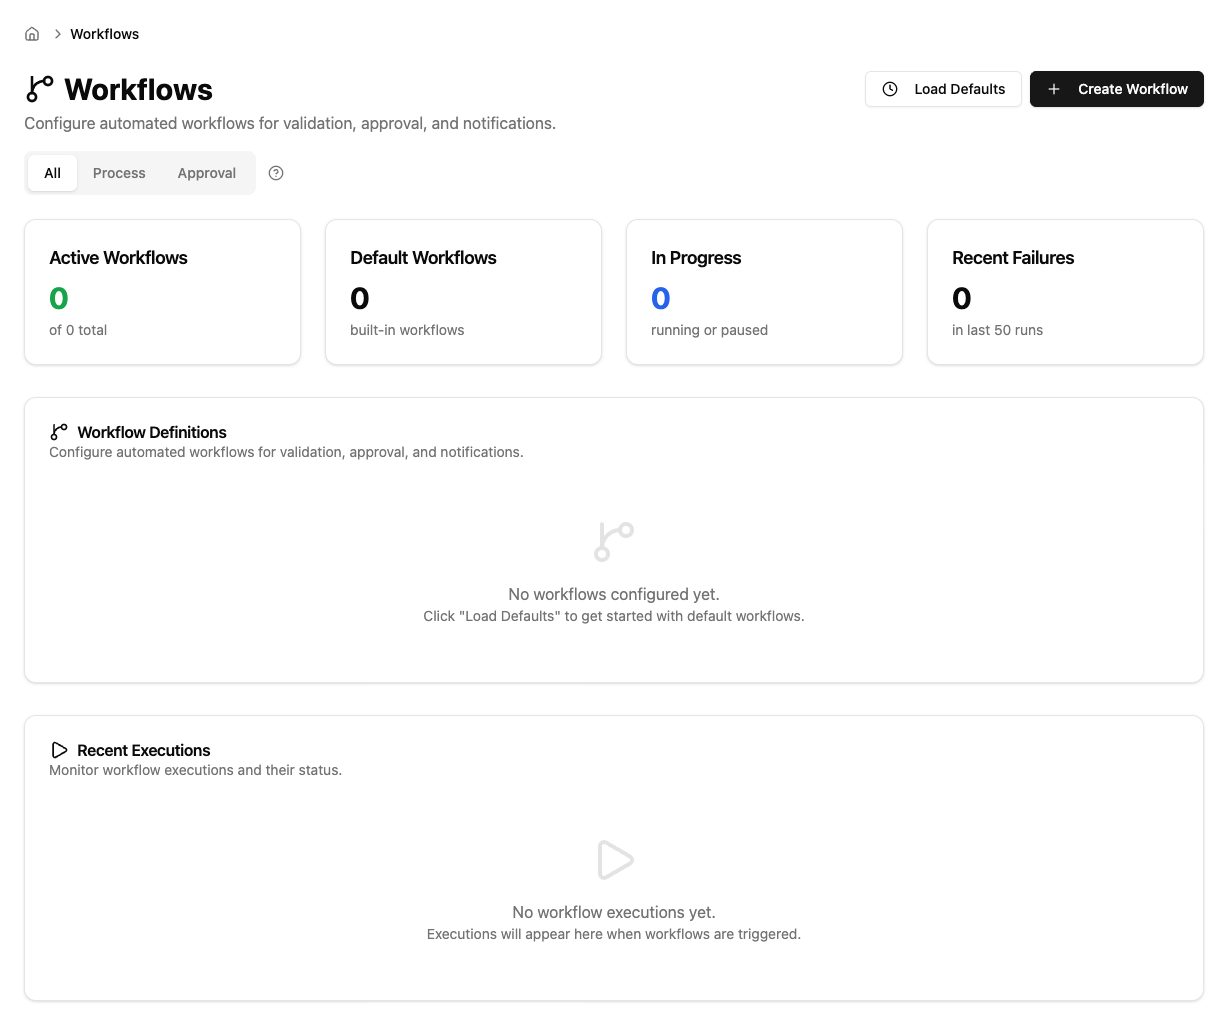 Workflows
Workflows
Load Defaults
Create Workflow
Configure automated workflows for validation, approval, and notifications.
All
Process
Approval
Active Workflows
0
of 0 total
Default Workflows
0
built-in workflows
In Progress
0
running or paused
Recent Failures
0
in last 50 runs
Workflow Definitions
Configure automated workflows for validation, approval, and notifications.
No workflows configured yet.
Click "Load Defaults" to get started with default workflows.
Recent Executions
Monitor workflow executions and their status.
No workflow executions yet.
Executions will appear here when workflows are triggered.